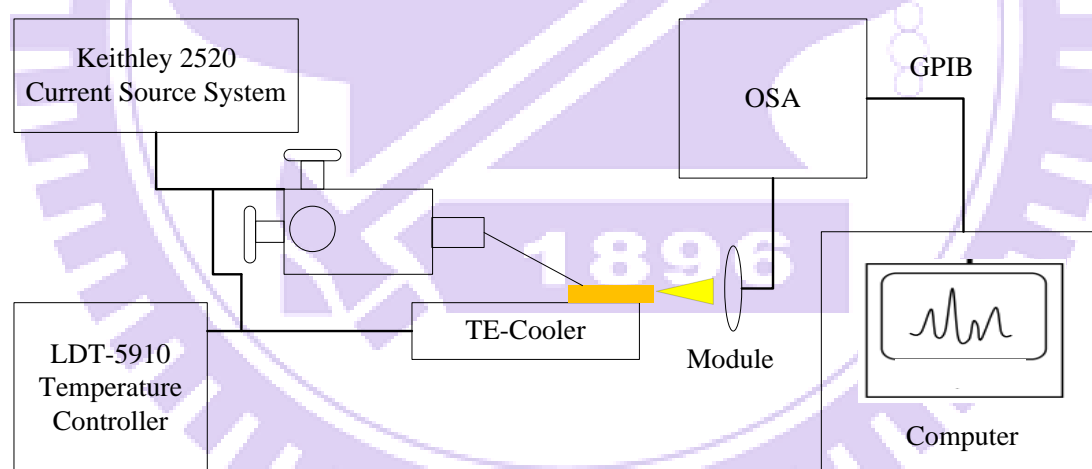 Keithley 2520
Current Source System
OSA
GPIB
1896
TE-Cooler
LDT-5910
Temperature
Controller
Module
Computer